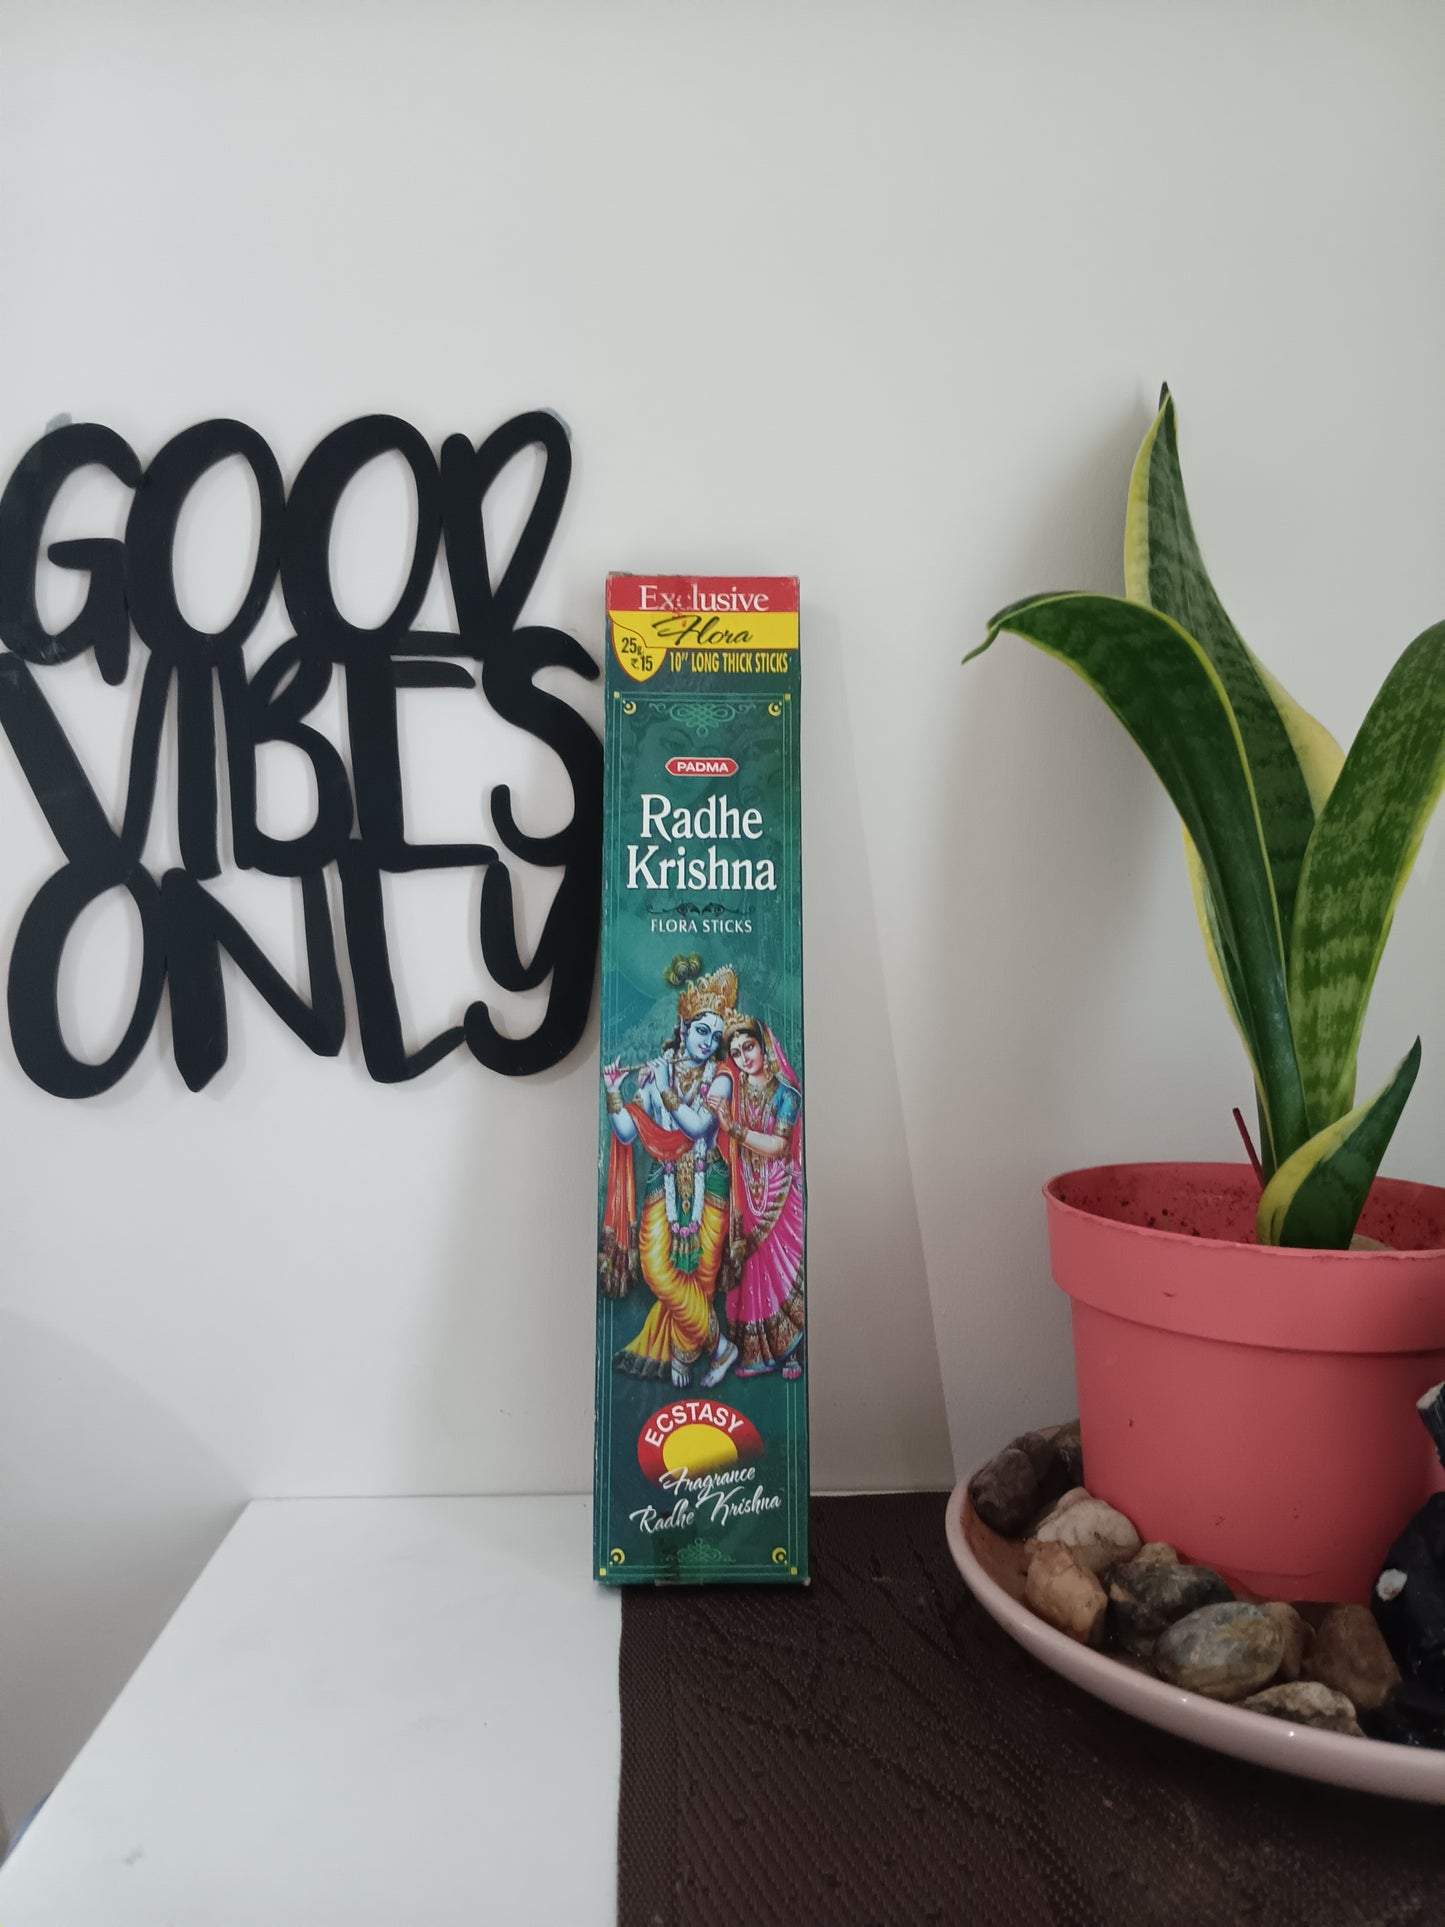 GOOD
VIBES
ONLY
Exclusive
Flora
25g.
₹15
10" LONG THICK STICKS
PADMA
Radhe
Krishna
FLORA STICKS
ECSTASY
Fragrance
Radhe Krishna